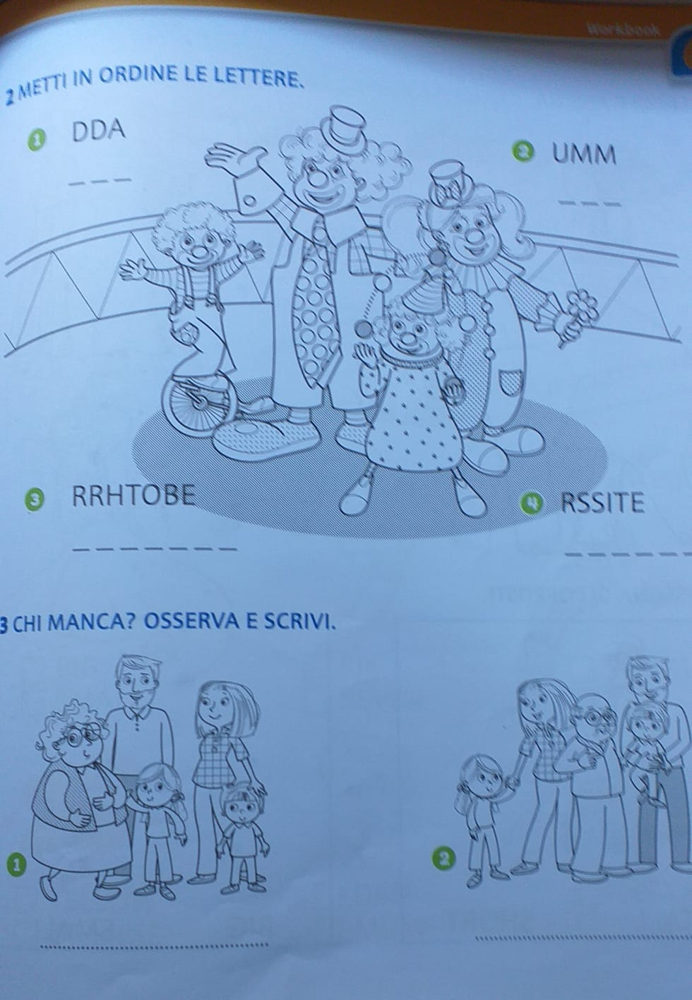 Workbook
2 METTI IN ORDINE LE LETTERE.
1 DDA
2 UMM
3 RRHTOBE
4 RSSITE
3 CHI MANCA? OSSERVA E SCRIVI.
1
2